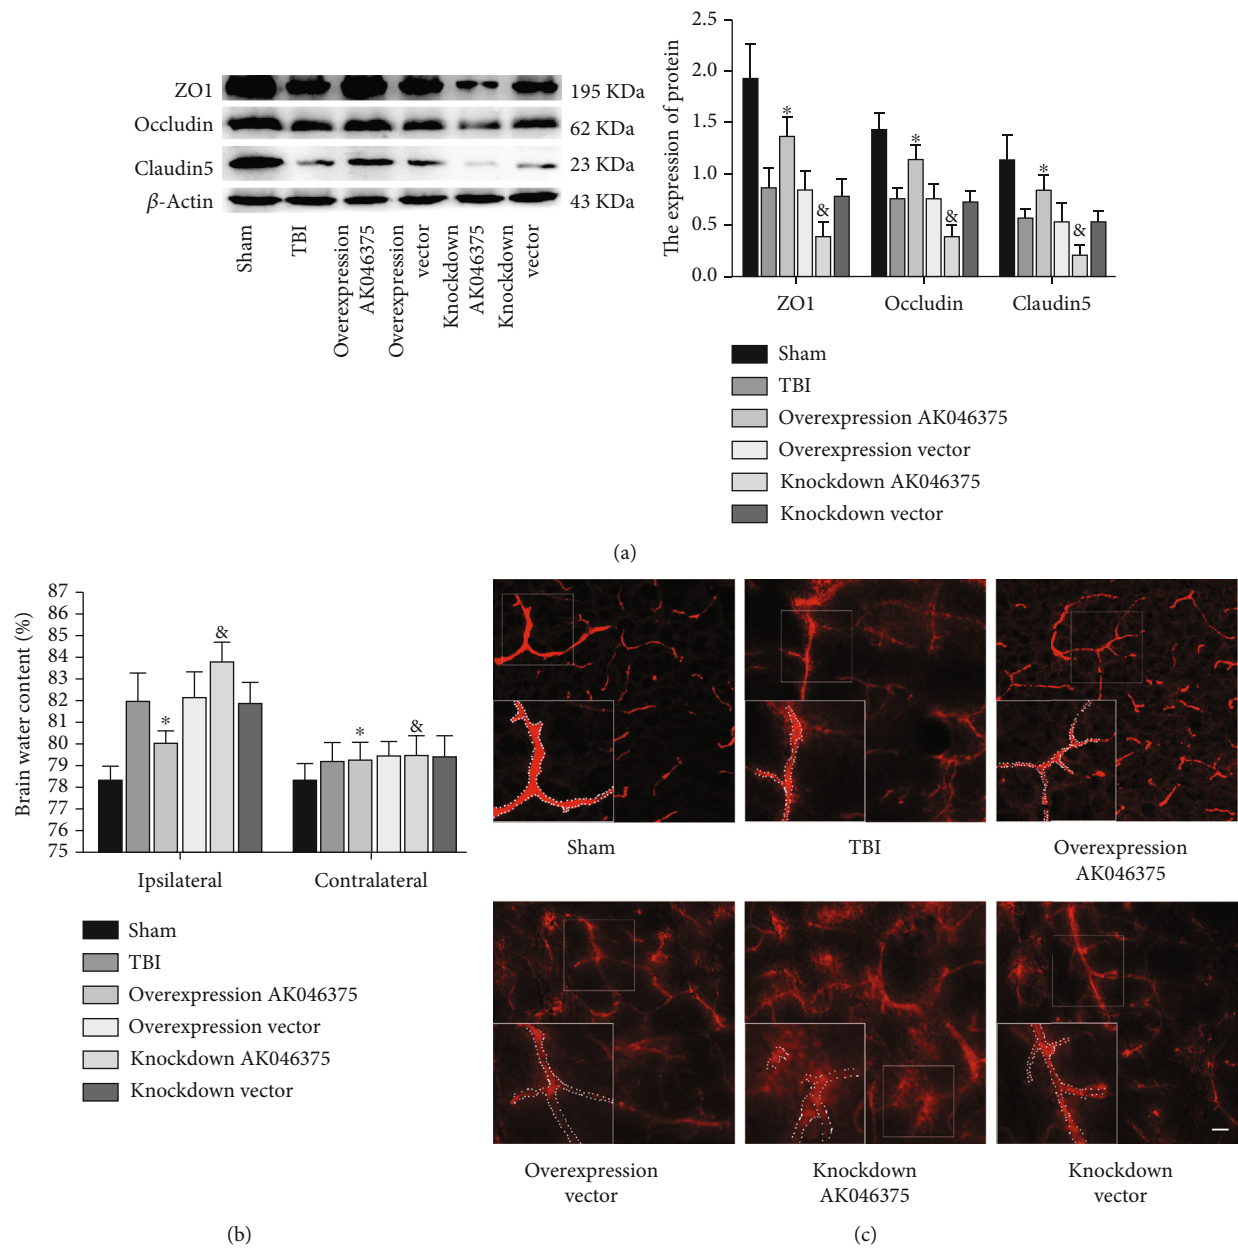 ZO1
195 KDa
Occludin
62 KDa
Claudin5
23 KDa
β-Actin
43 KDa
Sham
TBI
Overexpression
AK046375
Overexpression
vector
Knockdown
AK046375
Knockdown
vector
The expression of protein
2.5
2.0
1.5
1.0
0.5
0.0
*
&
*
&
*
&
ZO1
Occludin
Claudin5
Sham
TBI
Overexpression AK046375
Overexpression vector
Knockdown AK046375
Knockdown vector
(a)
Brain water content (%)
87
86
85
84
83
82
81
80
79
78
77
76
75
*
&
*
&
Ipsilateral
Contralateral
Sham
TBI
Overexpression AK046375
Overexpression vector
Knockdown AK046375
Knockdown vector
(b)
Sham
TBI
Overexpression
AK046375
Overexpression
vector
Knockdown
AK046375
Knockdown
vector
(c)